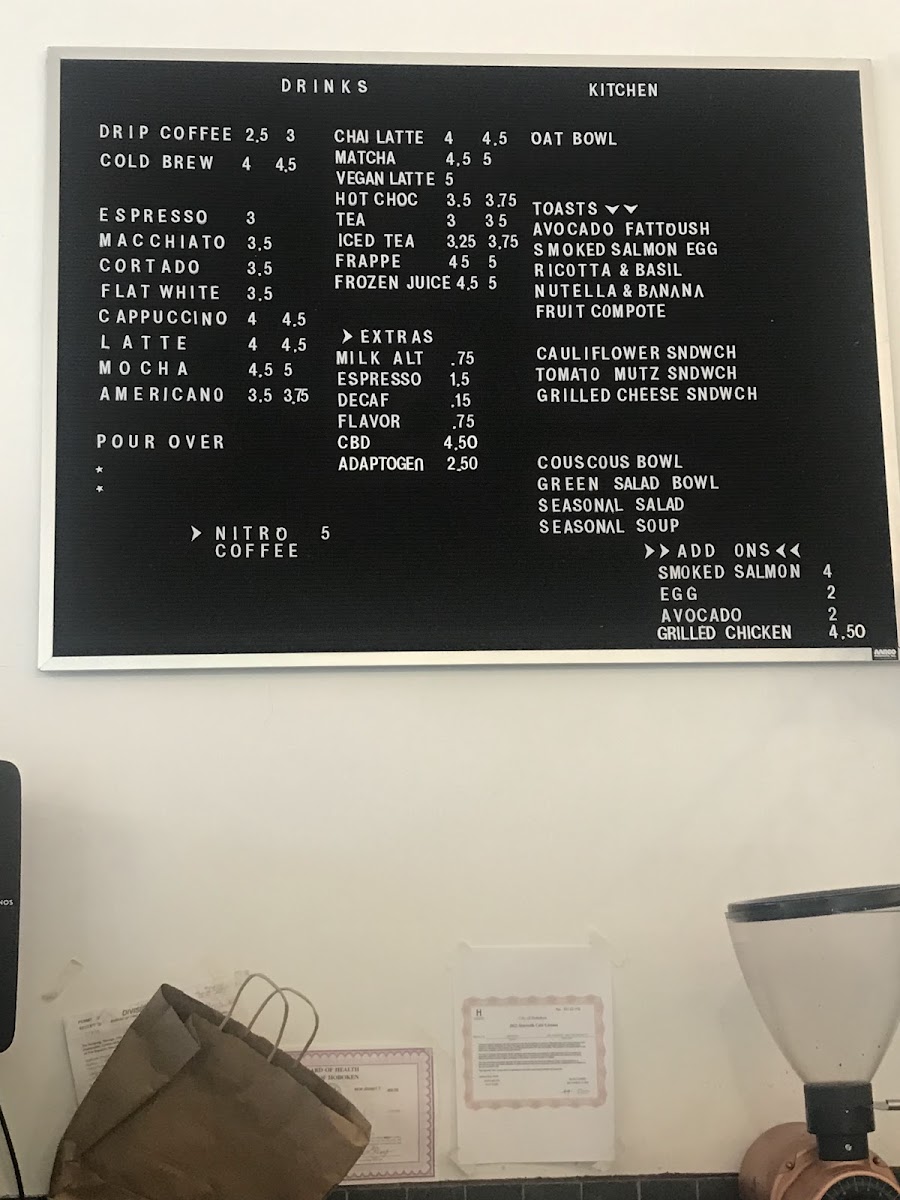 DRINKS
DRIP COFFEE 2.5 3
COLD BREW 4 4.5
ESPRESSO 3
MACCHIATO 3.5
CORTADO 3.5
FLAT WHITE 3.5
CAPPUCCINO 4 4.5
LATTE 4 4.5
MOCHA 4.5 5
AMERICANO 3.5 3.75
POUR OVER
*
*
NITRO 5
COFFEE
CHAI LATTE 4 4.5
MATCHA 4.5 5
VEGAN LATTE 5
HOT CHOC 3.5 3.75
TEA 3 3 5
ICED TEA 3.25 3.75
FRAPPE 4 5 5
FROZEN JUICE 4.5 5
EXTRAS
MILK ALT .75
ESPRESSO 1.5
DECAF .15
FLAVOR .75
CBD 4.50
ADAPTOGEN 2.50
KITCHEN
OAT BOWL
TOASTS
AVOCADO FATTOUSH
SMOKED SALMON EGG
RICOTTA & BASIL
NUTELLA & BANANA
FRUIT COMPOTE
CAULIFLOWER SNDWCH
TOMATO MUTZ SNDWCH
GRILLED CHEESE SNDWCH
COUSCOUS BOWL
GREEN SALAD BOWL
SEASONAL SALAD
SEASONAL SOUP
ADD ONS
SMOKED SALMON 4
EGG 2
AVOCADO 2
GRILLED CHICKEN 4.50
NOS
OF HEALTH
OF HOBOKEN
H